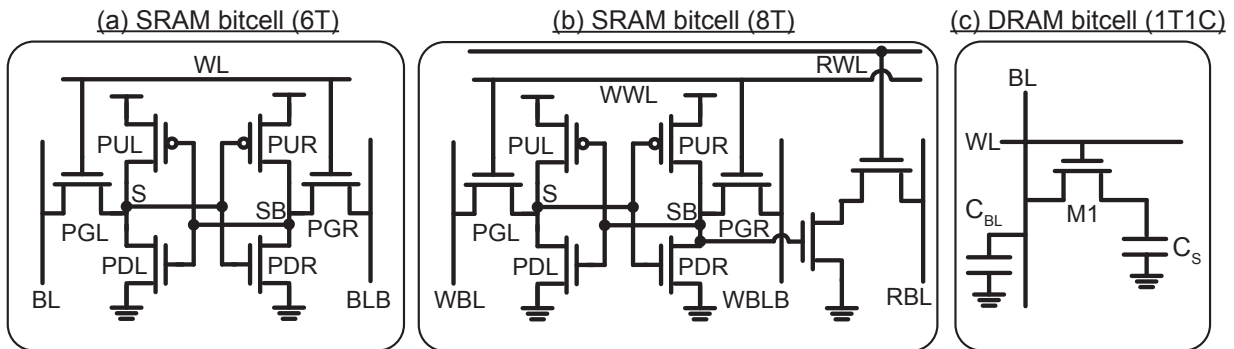 (a) SRAM bitcell (6T)
WL
PUL
PUR
S
SB
PGL
PGR
PDL
PDR
BL
BLB
(b) SRAM bitcell (8T)
RWL
WWL
PUL
PUR
S
SB
PGL
PGR
PDL
PDR
WBL
WBLB
RBL
(c) DRAM bitcell (1T1C)
BL
WL
M1
CBL
CS